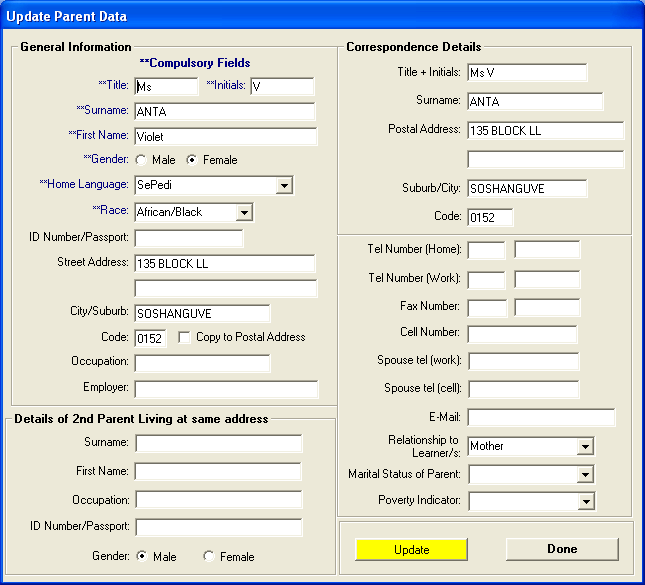 Update Parent Data
General Information
**Compulsory Fields
**Title: Ms **Initials: V
**Surname: ANTA
**First Name: Violet
**Gender: Male Female
**Home Language: SePedi
**Race: African/Black
ID Number/Passport:
Street Address: 135 BLOCK LL
City/Suburb: SOSHANGUVE
Code: 0152 Copy to Postal Address
Occupation:
Employer:
Details of 2nd Parent Living at same address
Surname:
First Name:
Occupation:
ID Number/Passport:
Gender: Male Female
Correspondence Details
Title + Initials: Ms V
Surname: ANTA
Postal Address: 135 BLOCK LL
Suburb/City: SOSHANGUVE
Code: 0152
Tel Number (Home):
Tel Number (Work):
Fax Number:
Cell Number:
Spouse tel (work):
Spouse tel (cell):
E-Mail:
Relationship to
Learner/s: Mother
Marital Status of Parent:
Poverty Indicator:
Update Done